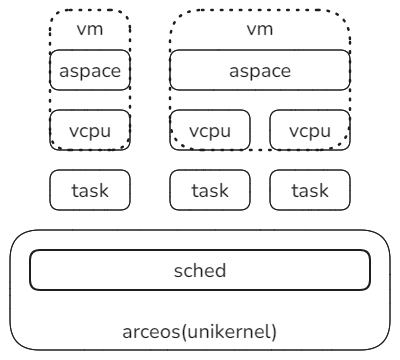 vm vm
aspace aspace
vcpu vcpu vcpu
task task task
sched
arceos(unikernel)